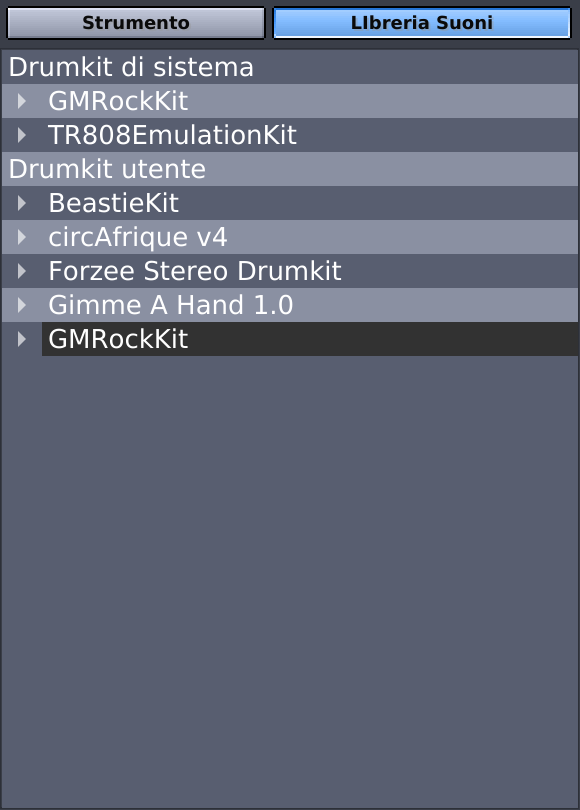 Strumento
LIbreria Suoni
Drumkit di sistema
GMRockKit
TR808EmulationKit
Drumkit utente
BeastieKit
circAfrique v4
Forzee Stereo Drumkit
Gimme A Hand 1.0
GMRockKit